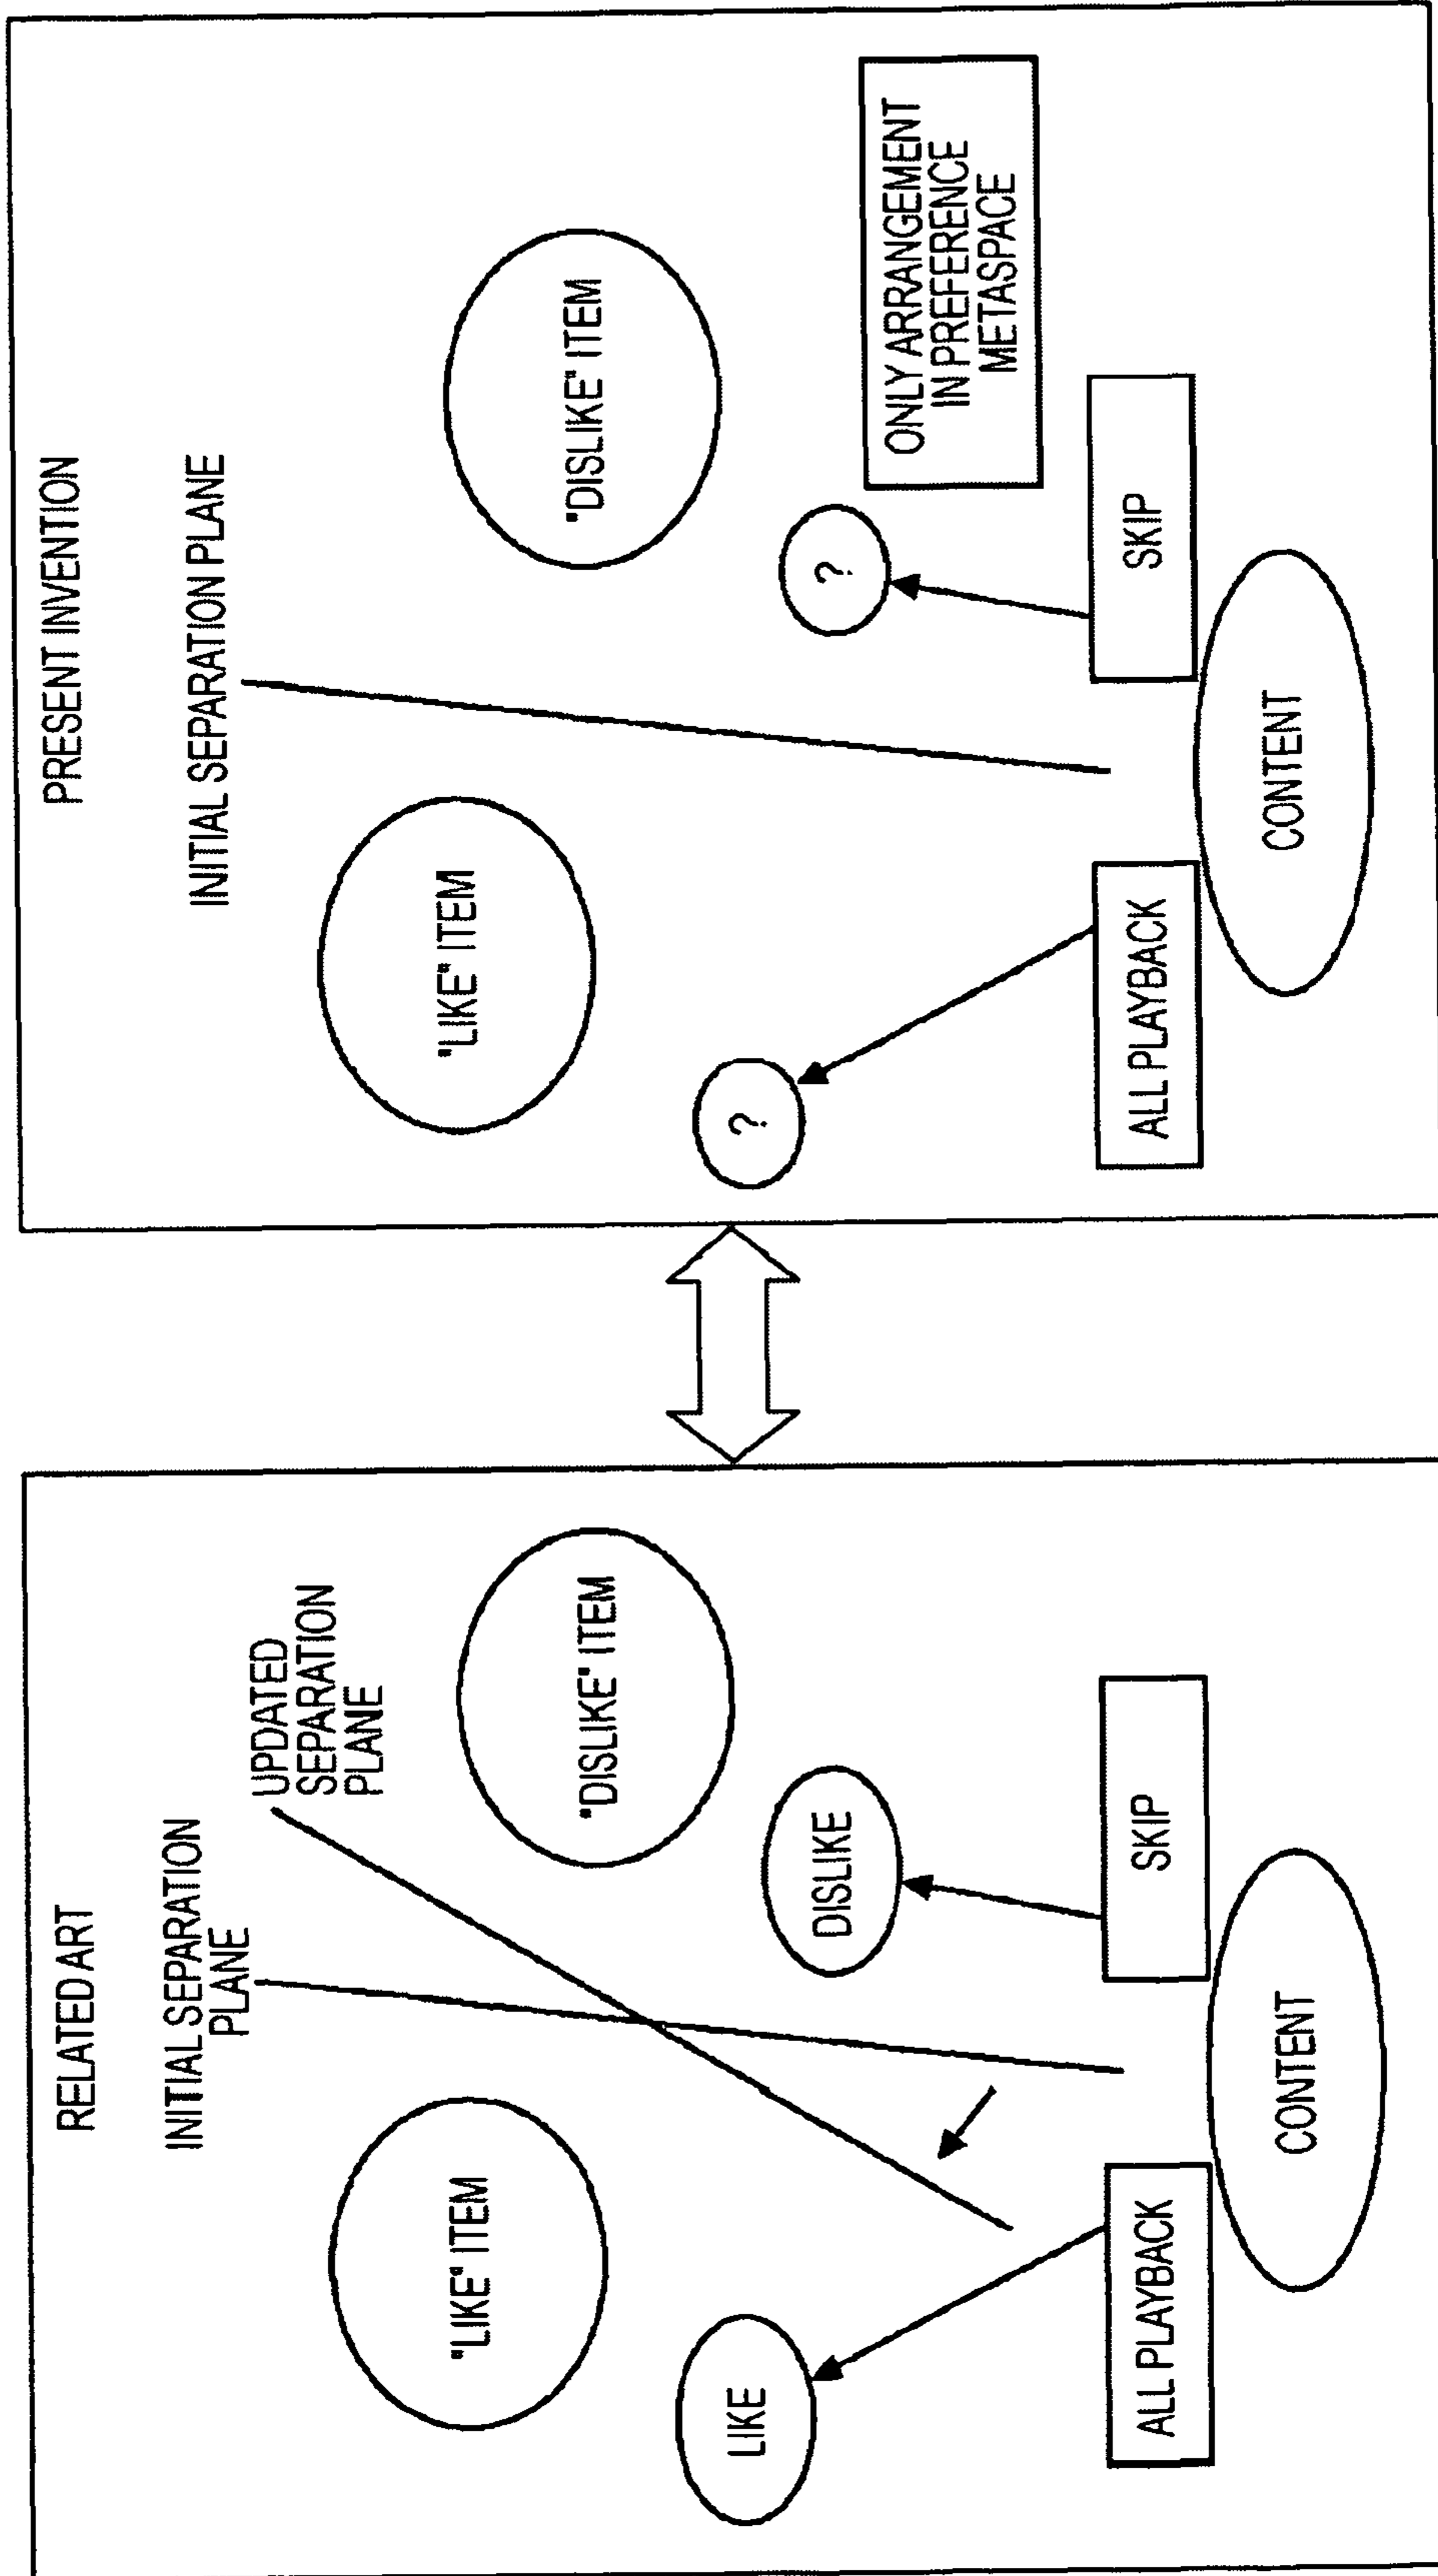 RELATED ART
INITIAL SEPARATION
PLANE
UPDATED
SEPARATION
PLANE
"LIKE" ITEM
"DISLIKE" ITEM
LIKE
DISLIKE
ALL PLAYBACK
SKIP
CONTENT
PRESENT INVENTION
INITIAL SEPARATION PLANE
"LIKE" ITEM
"DISLIKE" ITEM
?
?
ONLY ARRANGEMENT
IN PREFERENCE
METASPACE
ALL PLAYBACK
SKIP
CONTENT